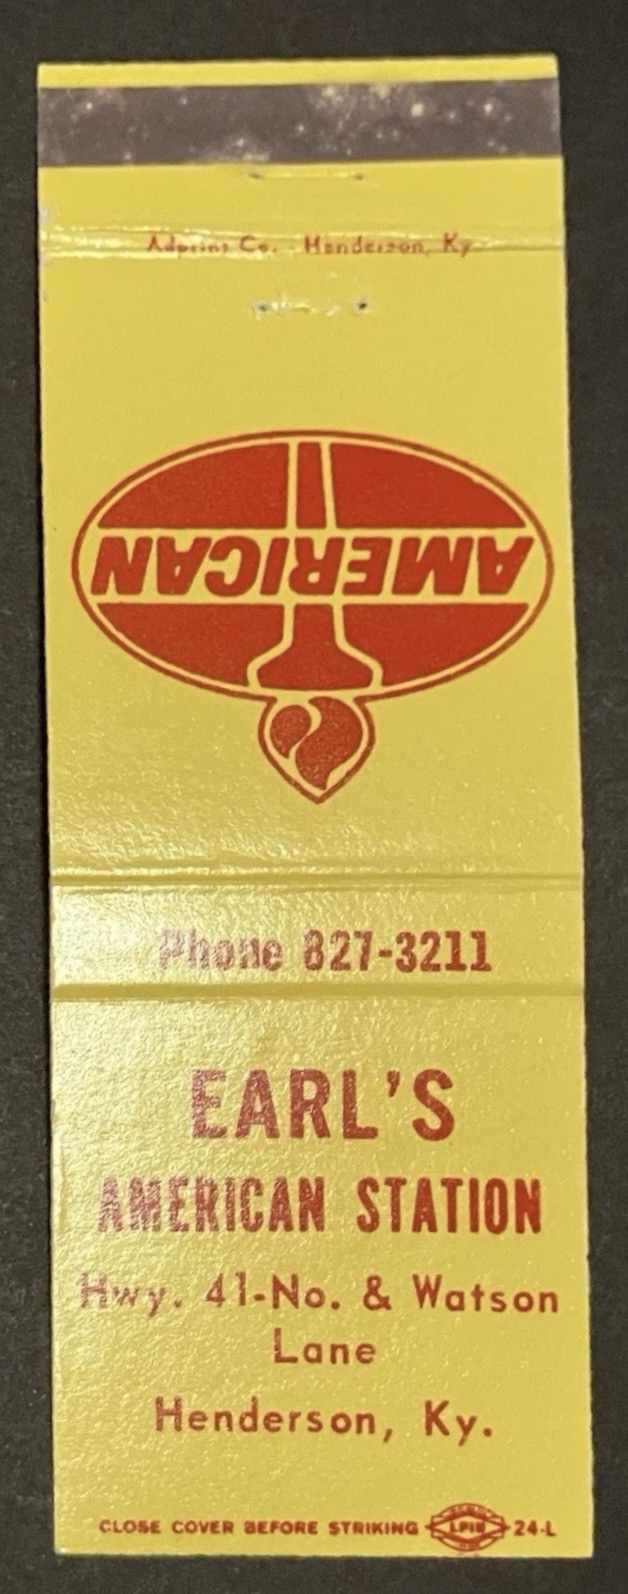 Adprint Co. Henderson, Ky
AMERICAN
Phone 827-3211
EARL'S
AMERICAN STATION
Hwy. 41-No. & Watson
Lane
Henderson, Ky.
CLOSE COVER BEFORE STRIKING LPIU 24-L